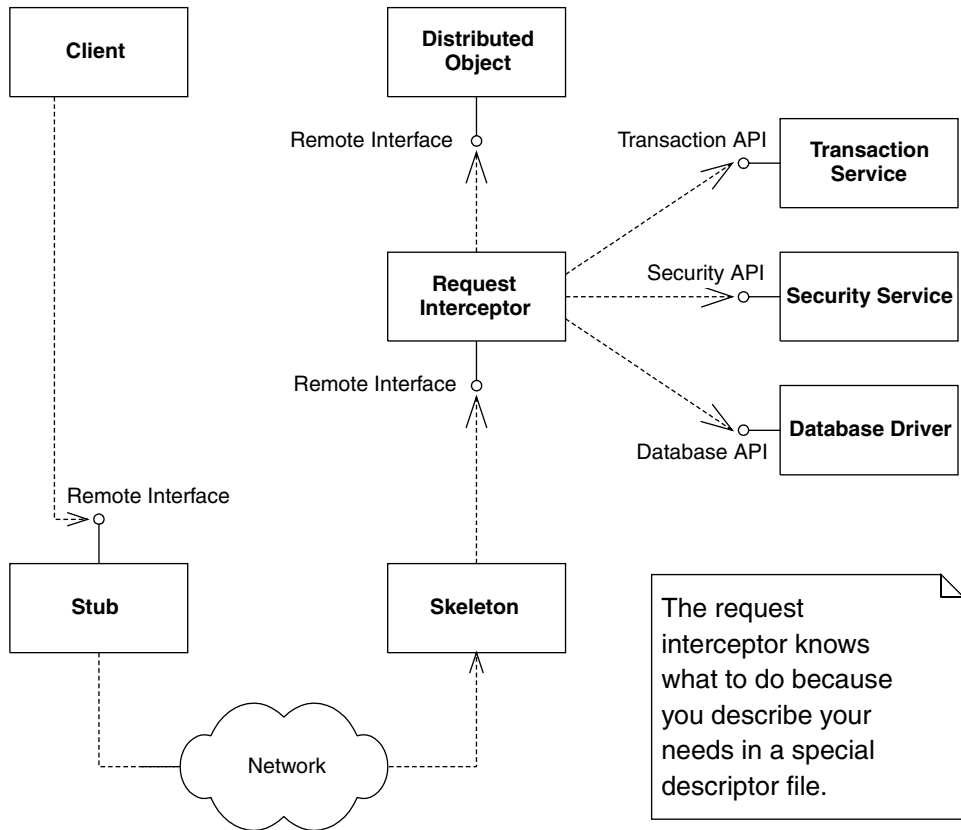 Client
Distributed
Object
Remote Interface
Transaction API
Transaction
Service
Request
Interceptor
Security API
Security Service
Remote Interface
Database API
Database Driver
Remote Interface
Stub
Skeleton
Network
The request
interceptor knows
what to do because
you describe your
needs in a special
descriptor file.